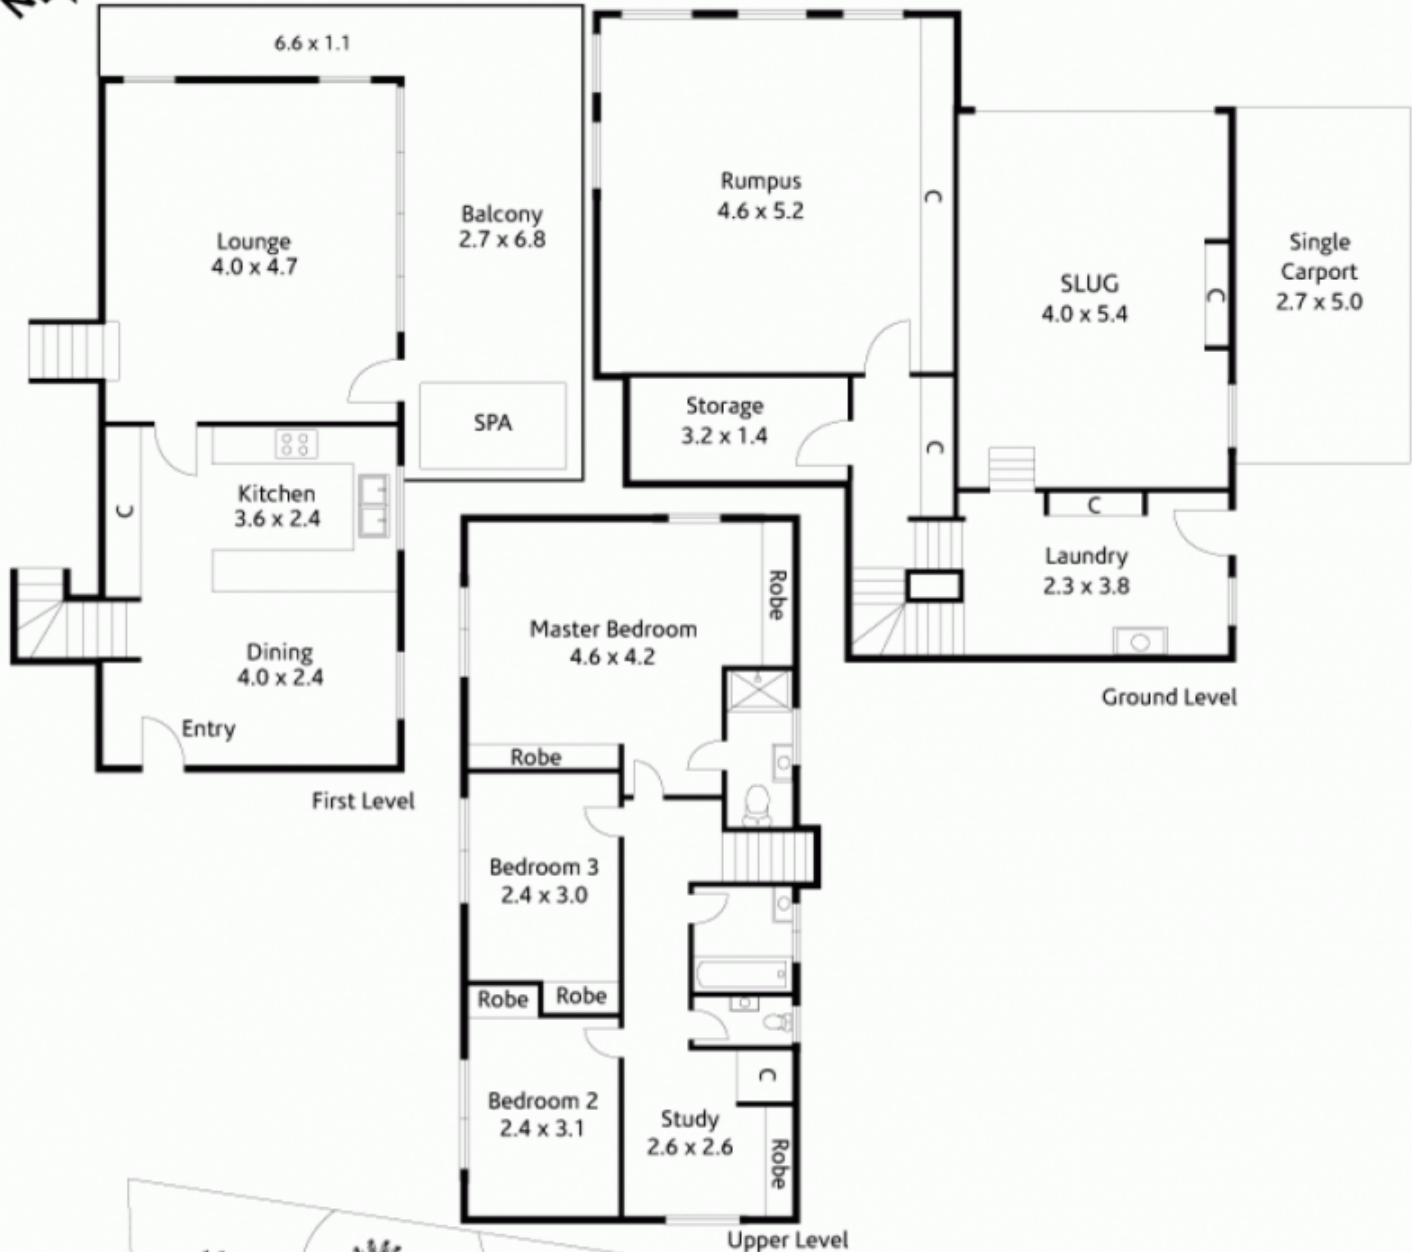 6.6 x 1.1
Lounge
4.0 x 4.7
Balcony
2.7 x 6.8
SPA
C
Kitchen
3.6 x 2.4
Dining
4.0 x 2.4
Entry
First Level
Rumpus
4.6 x 5.2
C
SLUG
4.0 x 5.4
C
Single
Carport
2.7 x 5.0
Storage
3.2 x 1.4
C
C
Laundry
2.3 x 3.8
Ground Level
Master Bedroom
4.6 x 4.2
Robe
Robe
Bedroom 3
2.4 x 3.0
Robe
Robe
Bedroom 2
2.4 x 3.1
C
Study
2.6 x 2.6
Robe
Upper Level